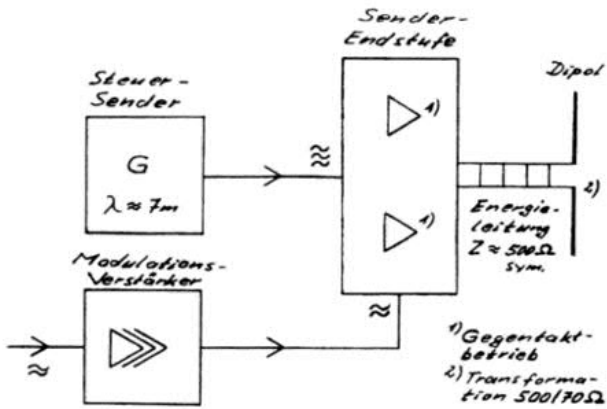 Sender-
Endstufe
Steuer-
Sender
G
λ ≈ 7m
≋
1)
1)
Dipol
2)
Energie-
leitung
Z ≈ 500Ω
sym.
Modulations-
Verstärker
≈
≈
1) Gegentakt-
betrieb
2) Transforma-
tion 500/70Ω